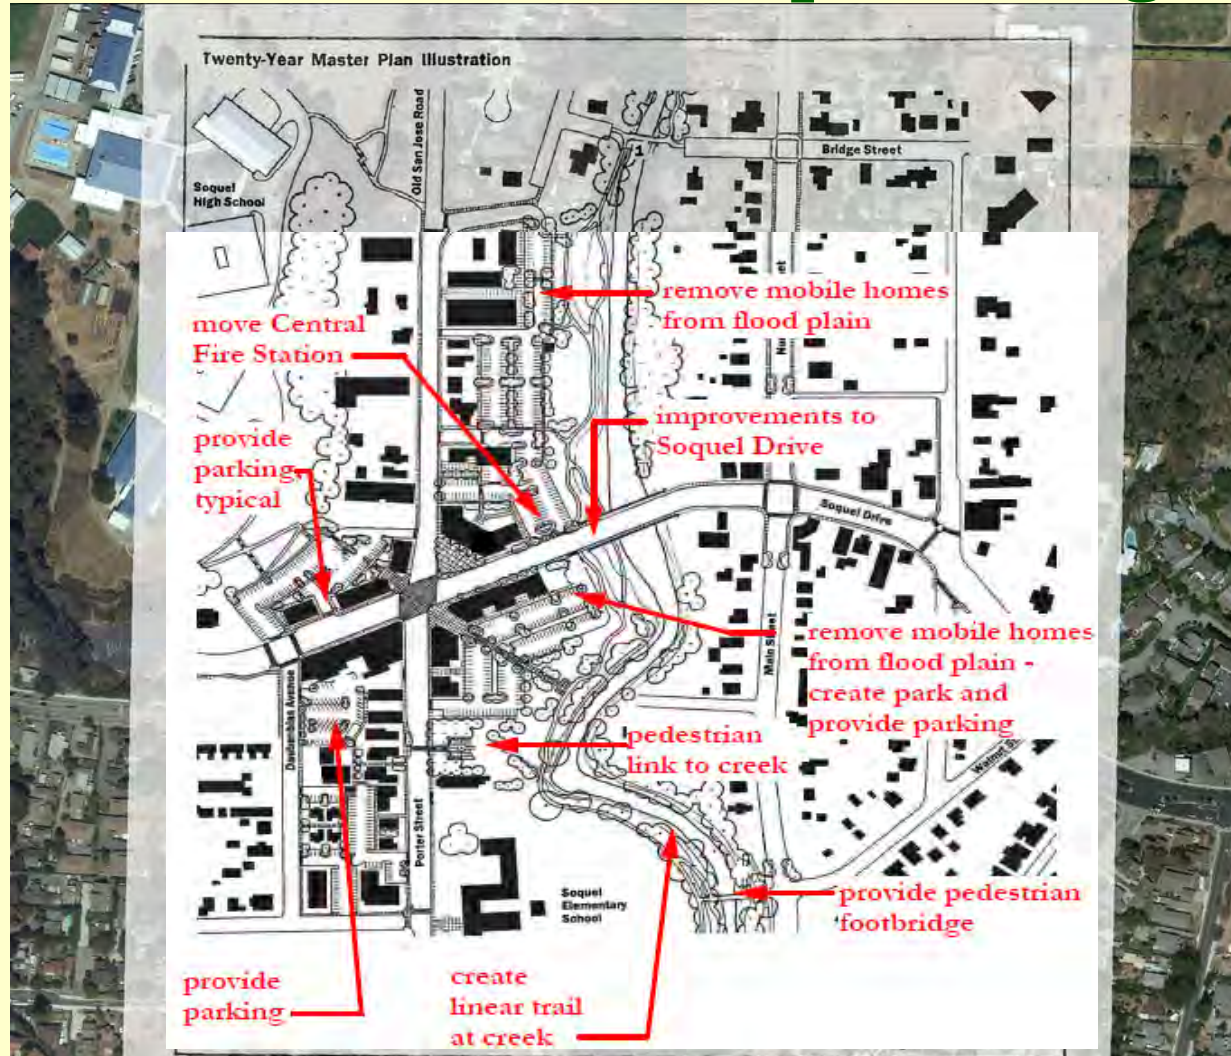 Twenty-Year Master Plan Illustration
Old San Jose Road
Bridge Street
1
Soquel
High School
remove mobile homes
from flood plain
move Central
Fire Station
improvements to
Soquel Drive
provide
parking,
typical
Soquel Drive
Main Street
remove mobile homes
from flood plain -
create park and
provide parking
Daubenbiss Avenue
pedestrian
link to creek
Walnut St
Porter Street
Soquel
Elementary
School
provide pedestrian
footbridge
provide
parking
create
linear trail
at creek